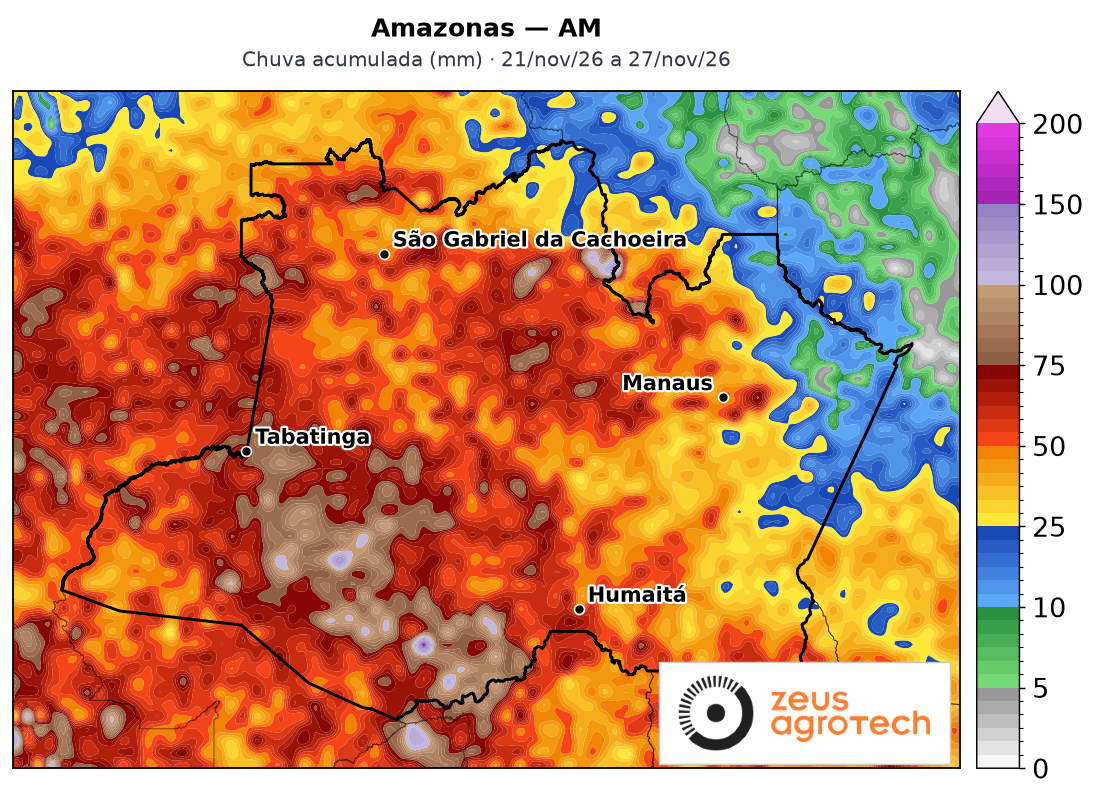 Amazonas — AM
Chuva acumulada (mm) · 21/nov/26 a 27/nov/26
São Gabriel da Cachoeira
Manaus
Tabatinga
Humaitá
200
150
100
75
50
25
10
5
0
zeus
agrotech